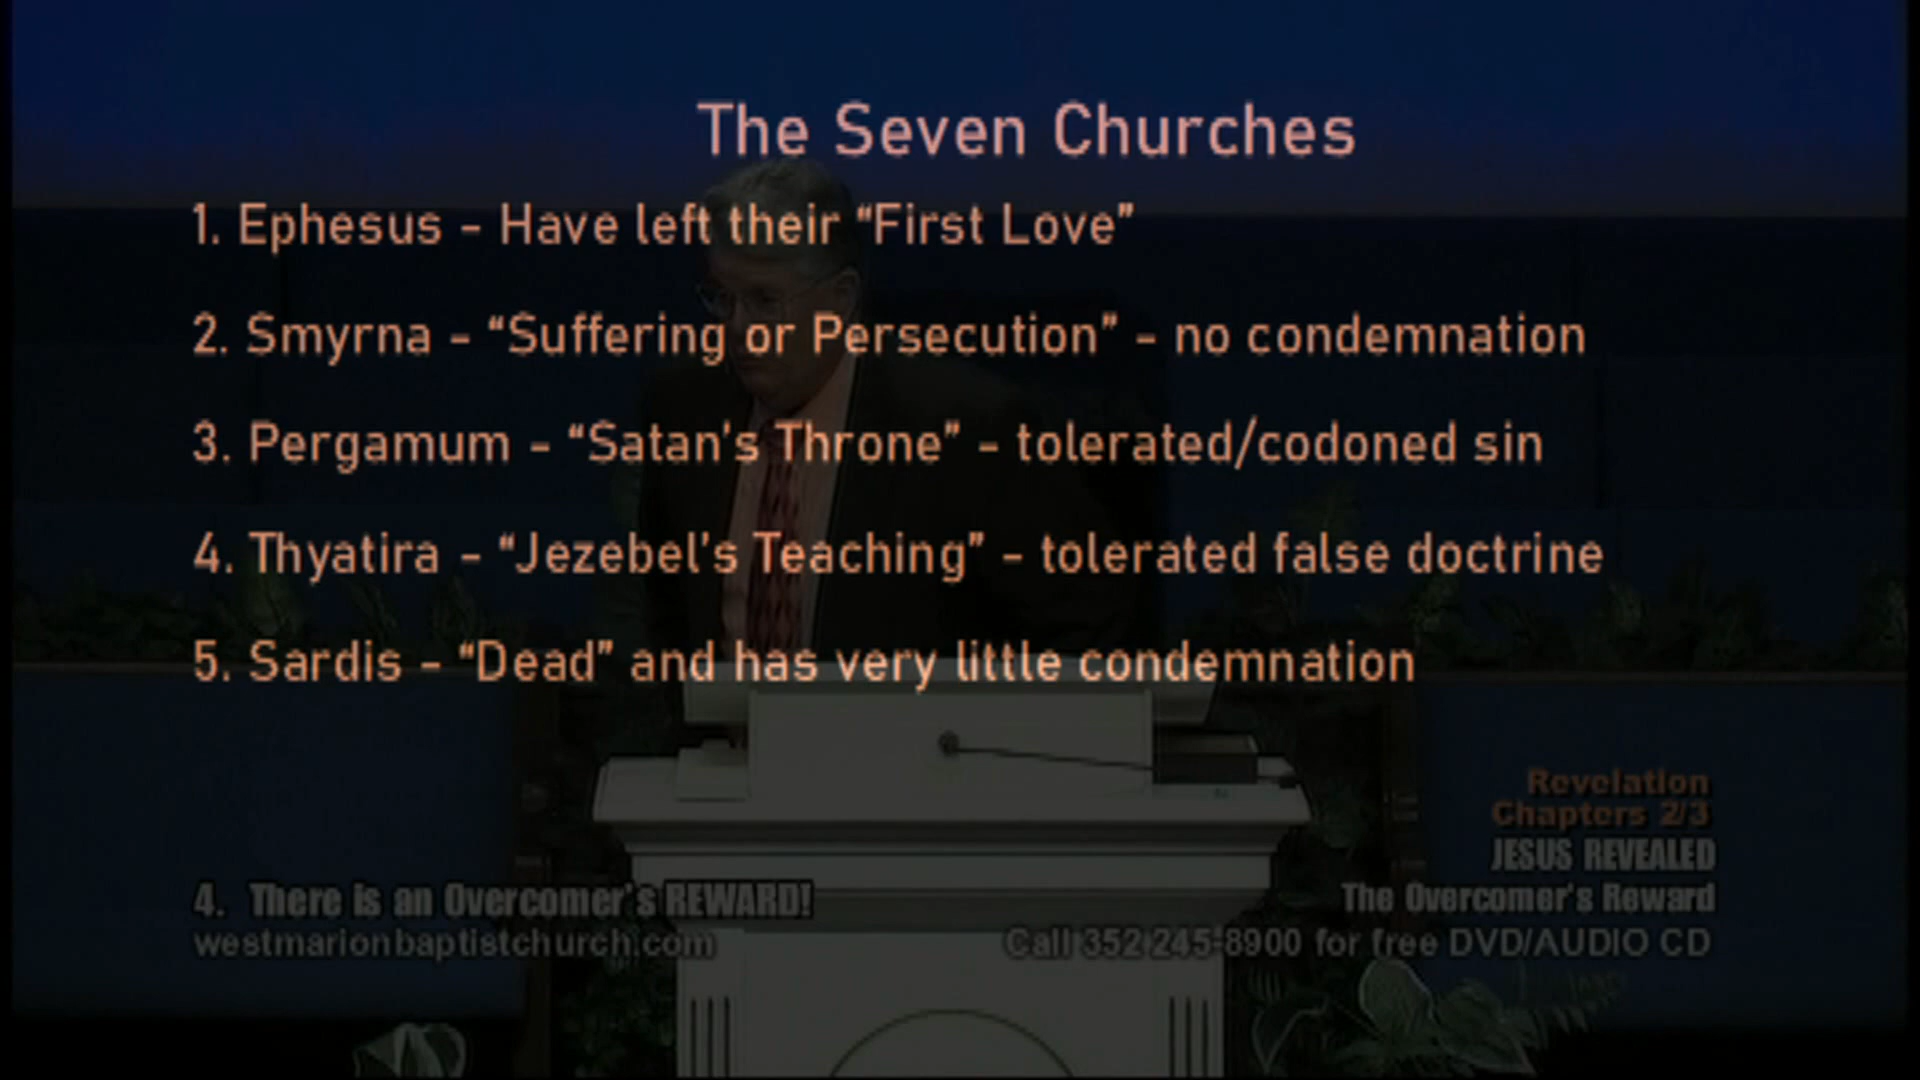 The Seven Churches
1. Ephesus - Have left their “First Love”
2. Smyrna - “Suffering or Persecution” - no condemnation
3. Pergamum - “Satan’s Throne” - tolerated/codoned sin
4. Thyatira - “Jezebel’s Teaching” - tolerated false doctrine
5. Sardis - “Dead” and has very little condemnation
Revelation
Chapters 2/3
JESUS REVEALED
The Overcomer's Reward
4. There is an Overcomer's REWARD!
westmarionbaptistchurch.com
Call 352 245-8900 for free DVD/AUDIO CD